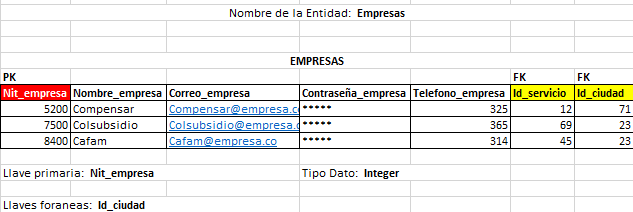 Nombre de la Entidad: Empresas
EMPRESAS
PK FK FK
Nit_empresa Nombre_empresa Correo_empresa Contraseña_empresa Telefono_empresa Id_servicio Id_ciudad
5200 Compensar Compensar@empresa.co ***** 325 12 71
7500 Colsubsidio Colsubsidio@empresa.c ***** 365 69 23
8400 Cafam Cafam@empresa.co ***** 314 45 23
Llave primaria: Nit_empresa Tipo Dato: Integer
Llaves foraneas: Id_ciudad